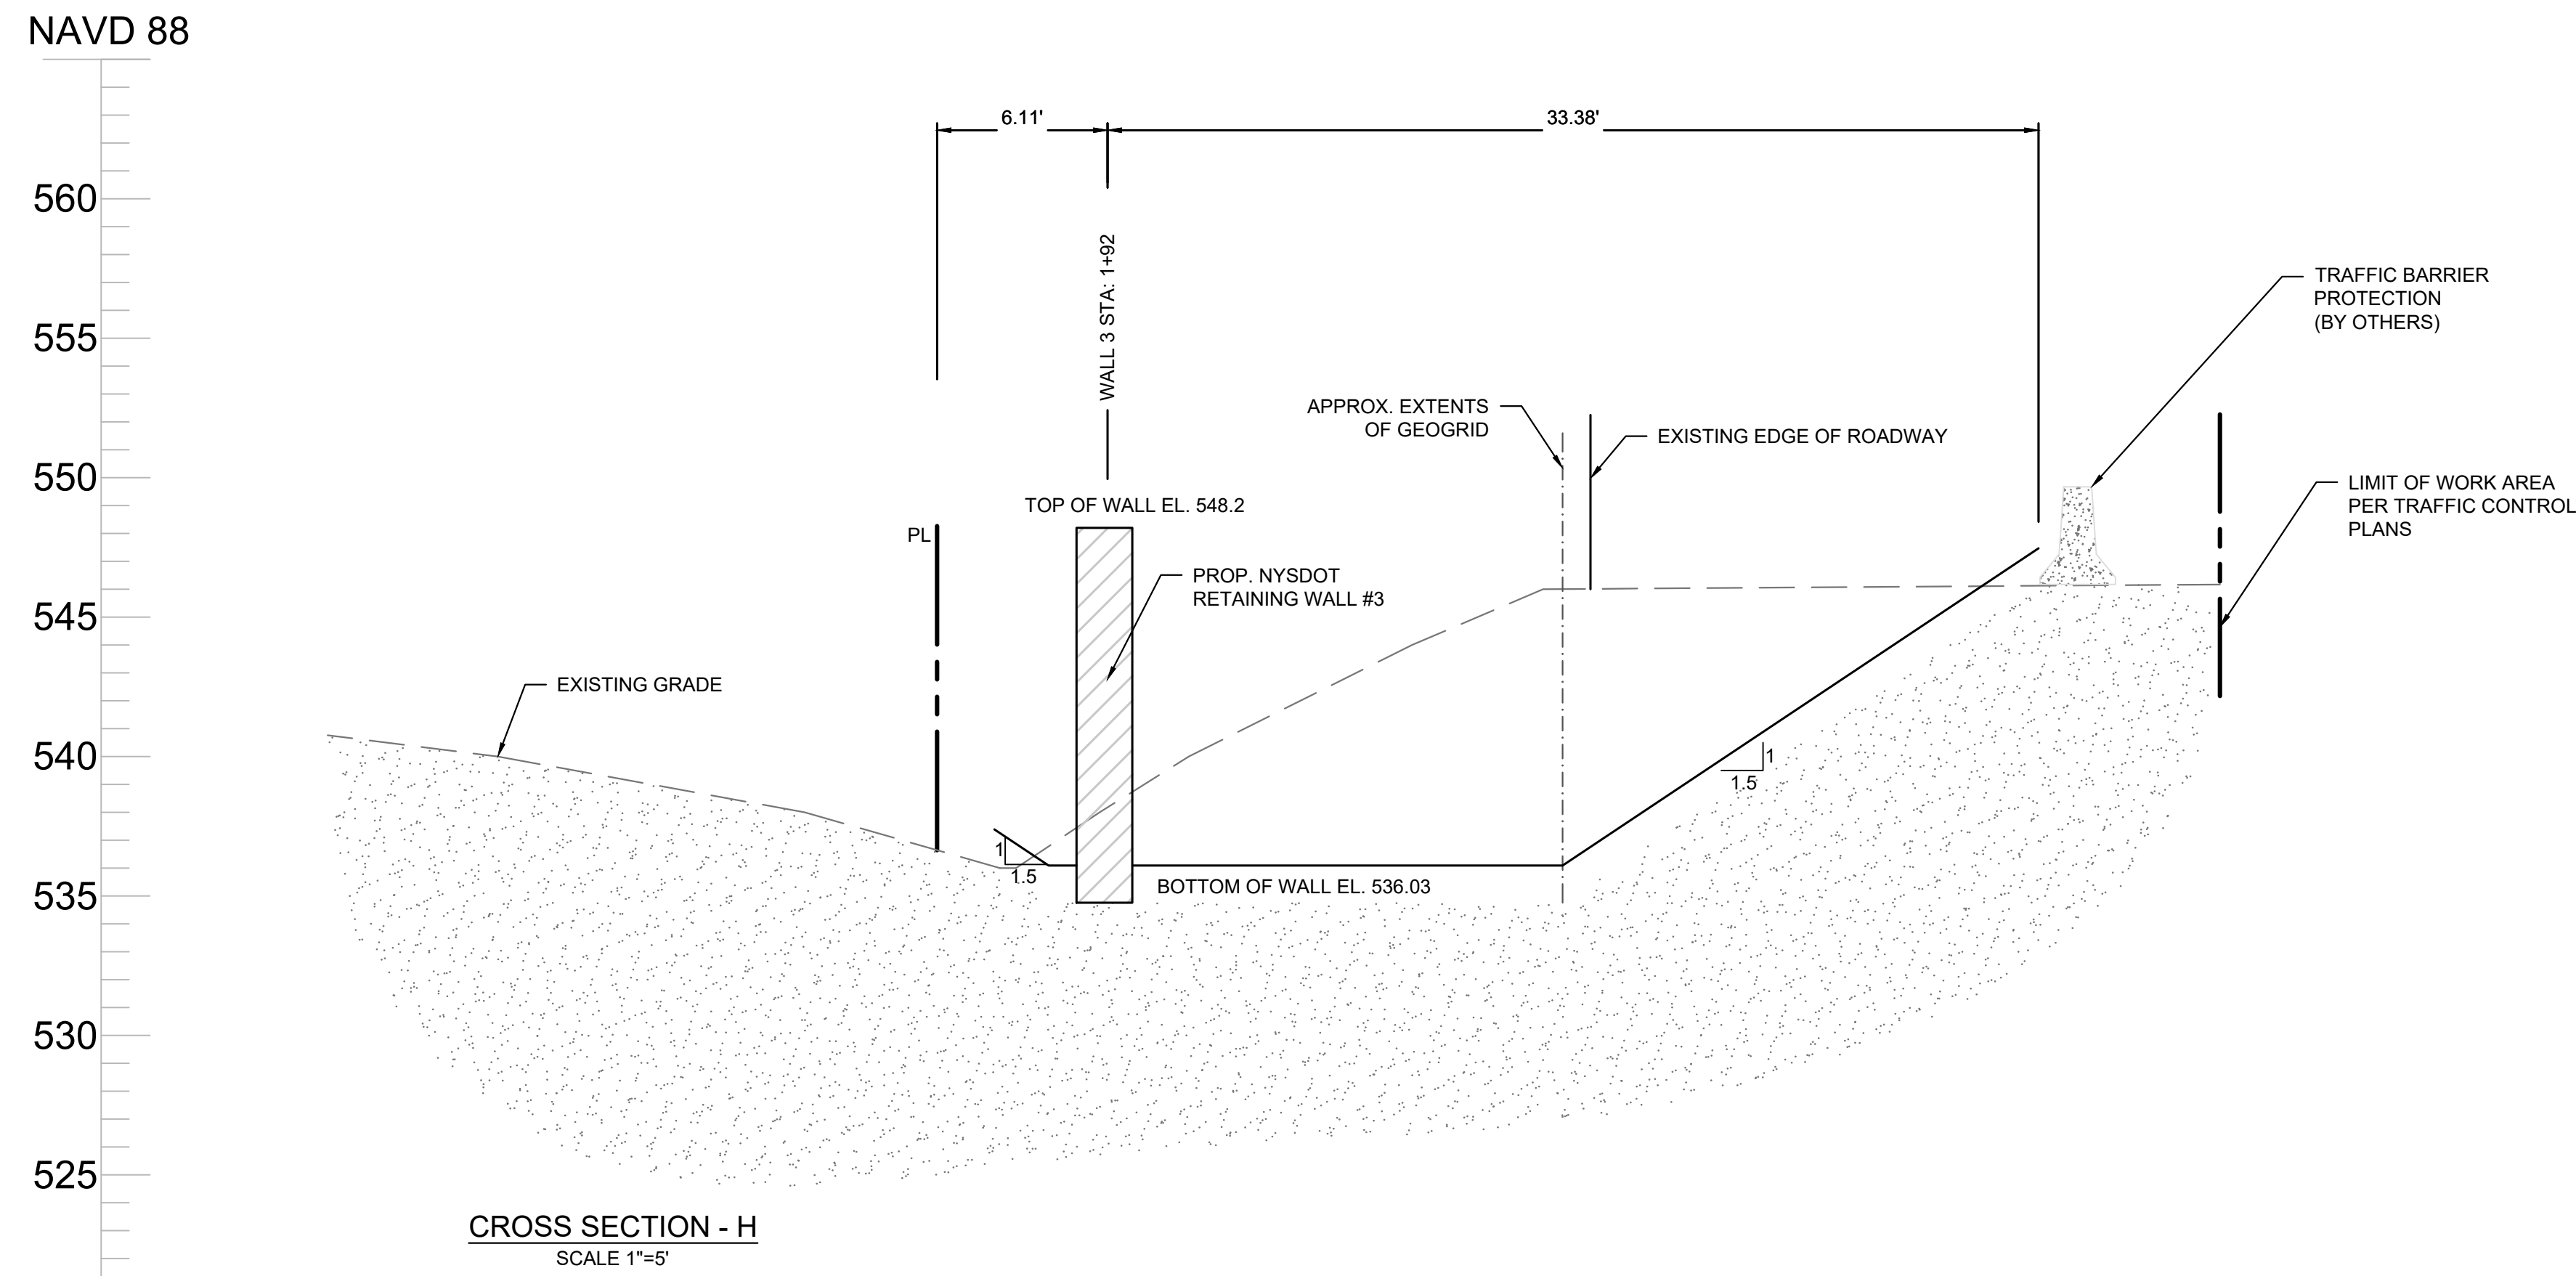 NAVD 88
6.11'
33.38'
560
WALL 3 STA: 1+92
TRAFFIC BARRIER
PROTECTION
(BY OTHERS)
555
APPROX. EXTENTS
OF GEOGRID
EXISTING EDGE OF ROADWAY
550
LIMIT OF WORK AREA
PER TRAFFIC CONTROL
PLANS
TOP OF WALL EL. 548.2
PL
PROP. NYSDOT
RETAINING WALL #3
545
EXISTING GRADE
540
1
1.5
1
1.5
BOTTOM OF WALL EL. 536.03
535
530
525
CROSS SECTION - H
SCALE 1"=5'